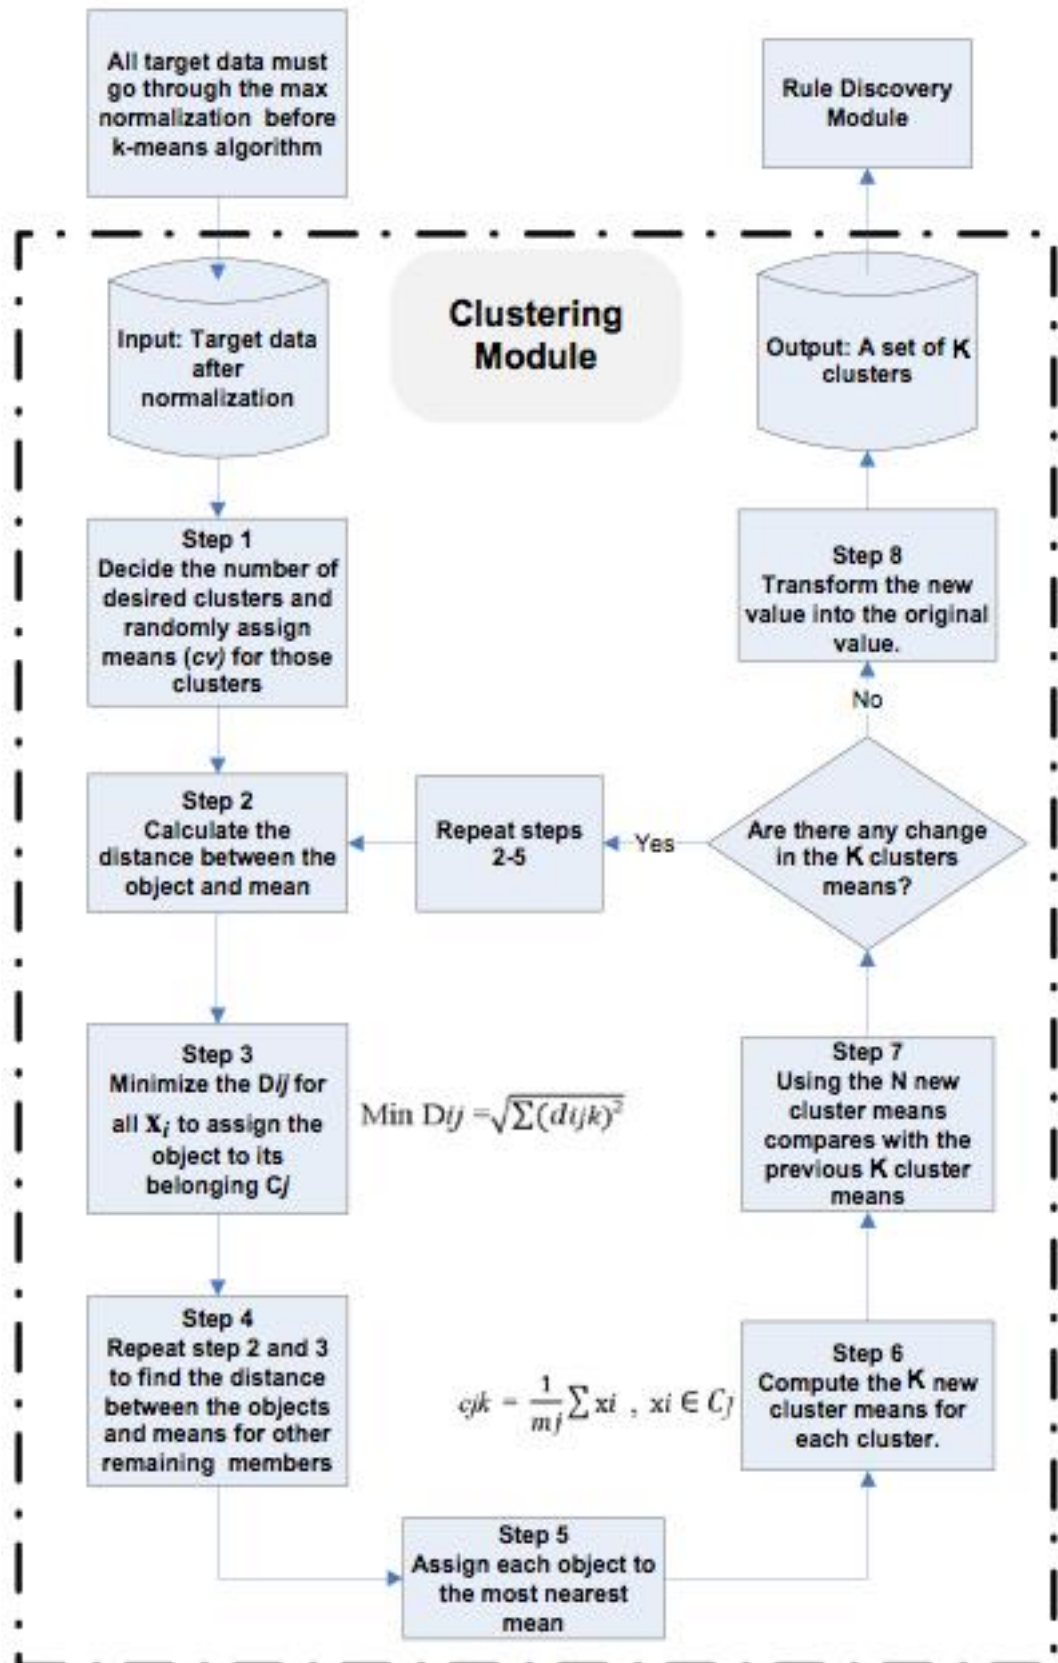 All target data must
go through the max
normalization before
k-means algorithm
Input: Target data
after
normalization
Step 1
Decide the number of
desired clusters and
randomly assign
means (cv) for those
clusters
Step 2
Calculate the
distance between the
object and mean
Step 3
Minimize the Dij for
all Xi to assign the
object to its
belonging Cj
Min Dij =√∑(dijk)²
Step 4
Repeat step 2 and 3
to find the distance
between the objects
and means for other
remaining members
Step 5
Assign each object to
the most nearest
mean
cjk = 1/mj ∑ xi , xi ∈ Cj
Step 6
Compute the K new
cluster means for
each cluster.
Step 7
Using the N new
cluster means
compares with the
previous K cluster
means
Are there any change
in the K clusters
means?
Yes
Repeat steps
2-5
No
Step 8
Transform the new
value into the original
value.
Output: A set of K
clusters
Rule Discovery
Module
Clustering
Module